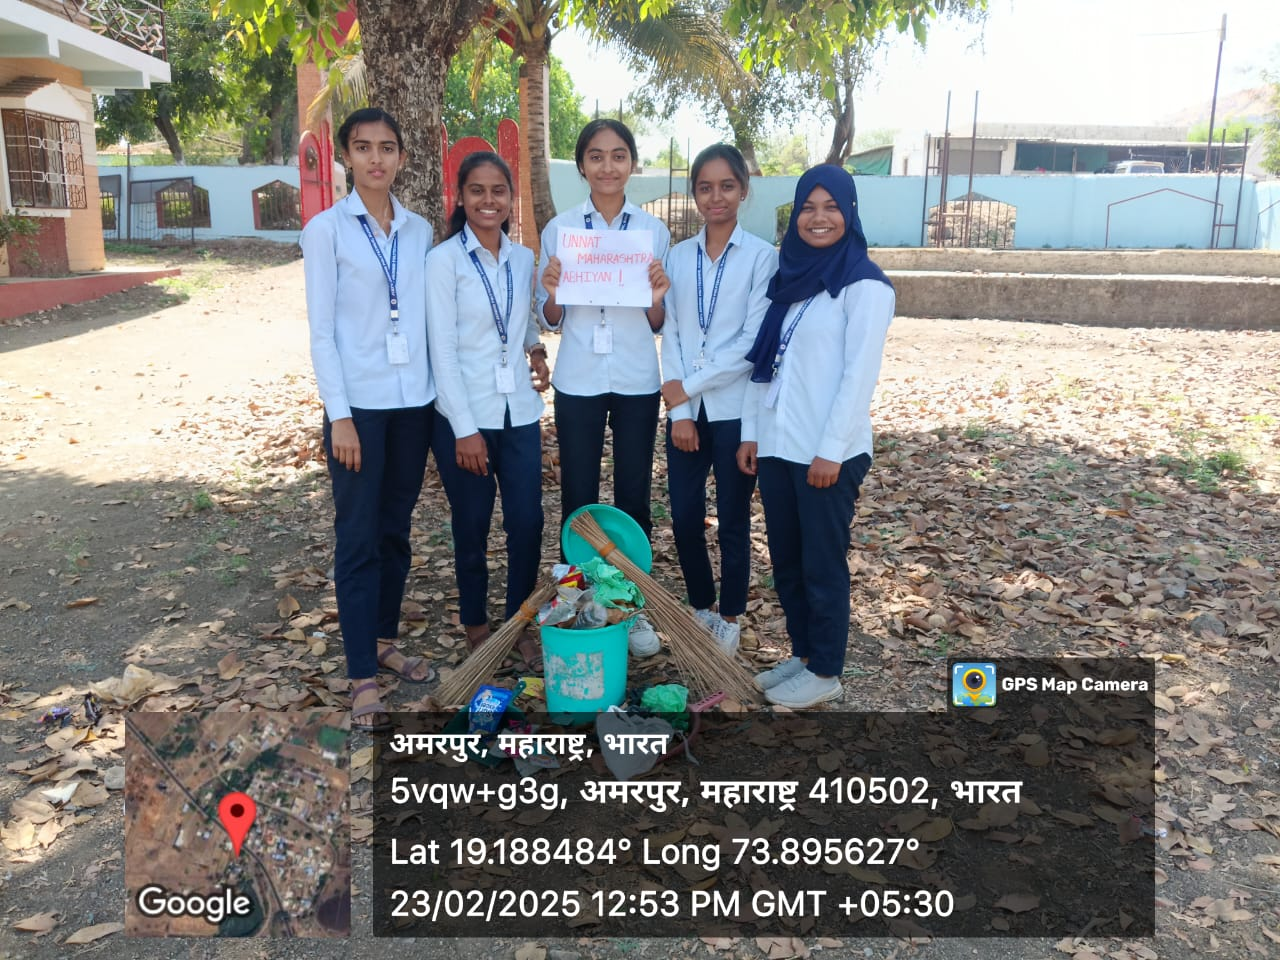 UNNAT
MAHARASHTRA
ABHIYAN !
GPS Map Camera
अमरपुर, महाराष्ट्र, भारत
5vqw+g3g, अमरपुर, महाराष्ट्र 410502, भारत
Lat 19.188484° Long 73.895627°
23/02/2025 12:53 PM GMT +05:30
Google